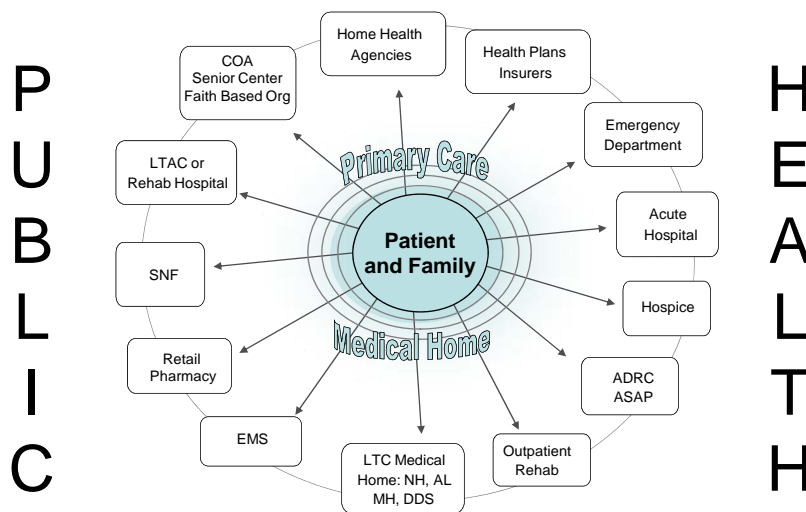 PUBLIC
HEALTH
Home Health
Agencies
Health Plans
Insurers
Emergency
Department
Acute
Hospital
Hospice
ADRC
ASAP
Outpatient
Rehab
LTC Medical
Home: NH, AL
MH, DDS
EMS
Retail
Pharmacy
SNF
LTAC or
Rehab Hospital
COA
Senior Center
Faith Based Org
Primary Care
Patient
and Family
Medical Home